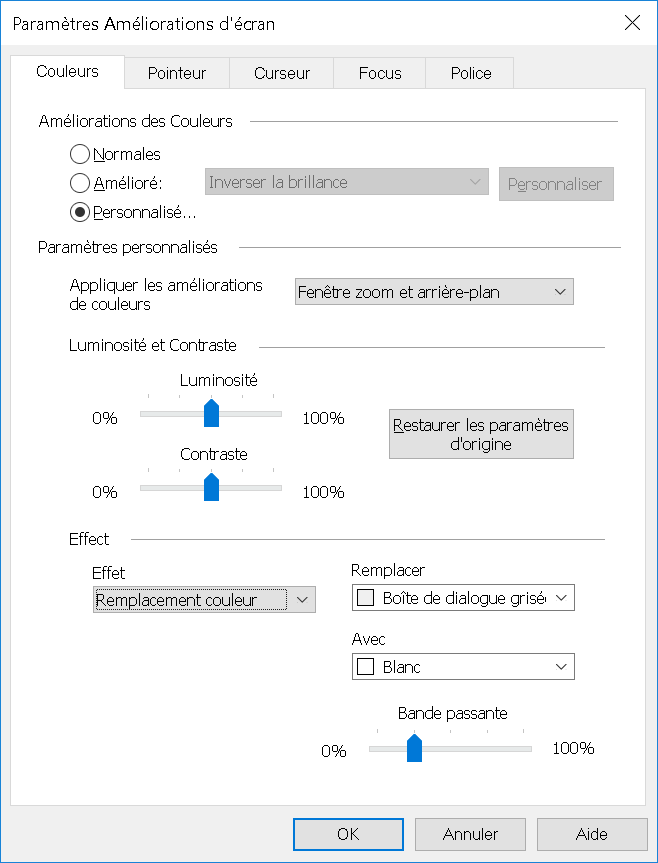 Paramètres Améliorations d'écran
Couleurs
Pointeur
Curseur
Focus
Police
Améliorations des Couleurs
Normales
Amélioré:
Inverser la brillance
Personnaliser
Personnalisé...
Paramètres personnalisés
Appliquer les améliorations
de couleurs
Fenêtre zoom et arrière-plan
Luminosité et Contraste
Luminosité
0%
100%
Restaurer les paramètres
d'origine
Contraste
0%
100%
Effect
Effet
Remplacer
Remplacement couleur
Boîte de dialogue grisé
Avec
Blanc
Bande passante
0%
100%
OK
Annuler
Aide